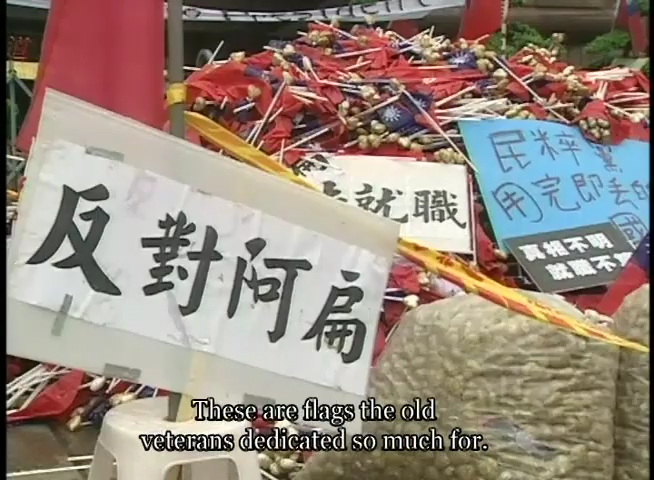 反對阿扁
就職
民粹黨
用完即丟
國
真相不明
就職不
These are flags the old
veterans dedicated so much for.